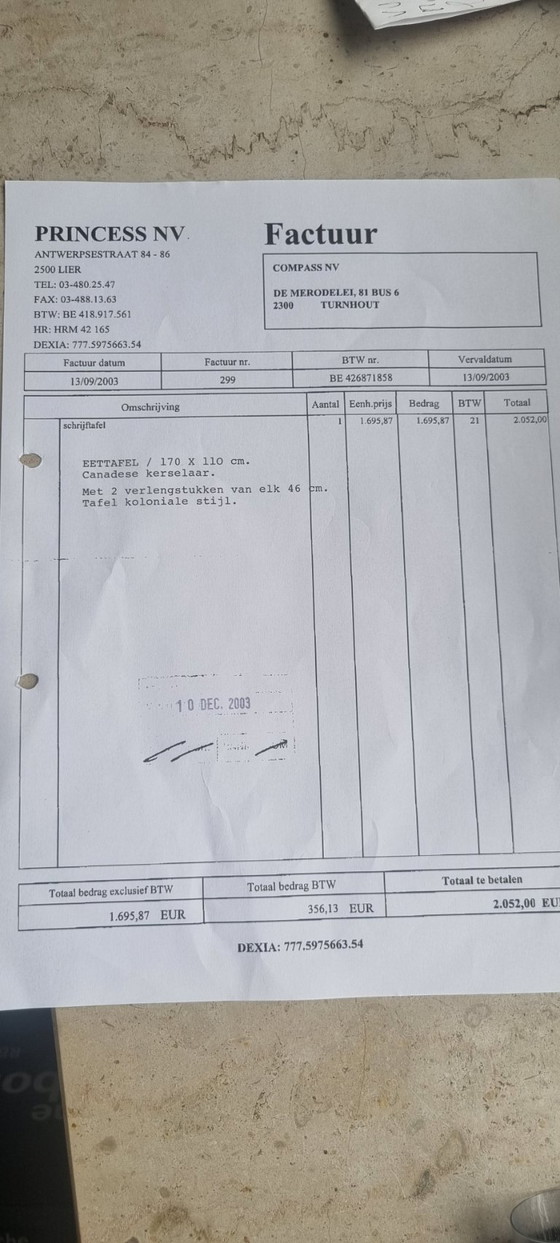 PRINCESS NV.
ANTWERPSESTRAAT 84 - 86
2500 LIER
TEL: 03-480.25.47
FAX: 03-488.13.63
BTW: BE 418.917.561
HR: HRM 42 165
DEXIA: 777.5975663.54
Factuur
COMPASS NV
DE MERODELEI, 81 BUS 6
2300 TURNHOUT
Factuur datum Factuur nr. BTW nr. Vervaldatum
13/09/2003 299 BE 426871858 13/09/2003
Omschrijving Aantal Eenh.prijs Bedrag BTW Totaal
schrijftafel 1 1.695,87 1.695,87 21 2.052,00
EETTAFEL / 170 X 110 cm.
Canadese kerselaar.
Met 2 verlengstukken van elk 46 cm.
Tafel koloniale stijl.
10 DEC. 2003
Totaal bedrag exclusief BTW Totaal bedrag BTW Totaal te betalen
1.695,87 EUR 356,13 EUR 2.052,00 EU
DEXIA: 777.5975663.54